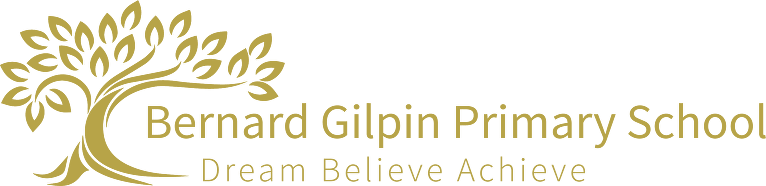 Bernard Gilpin Primary School
Dream Believe Achieve